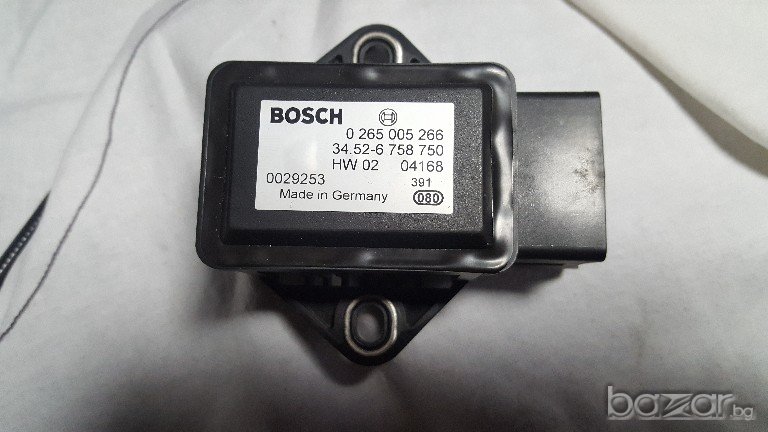 BOSCH
0 265 005 266
34.52-6 758 750
HW 02 04168
0029253 391
Made in Germany 080
bazar.bg